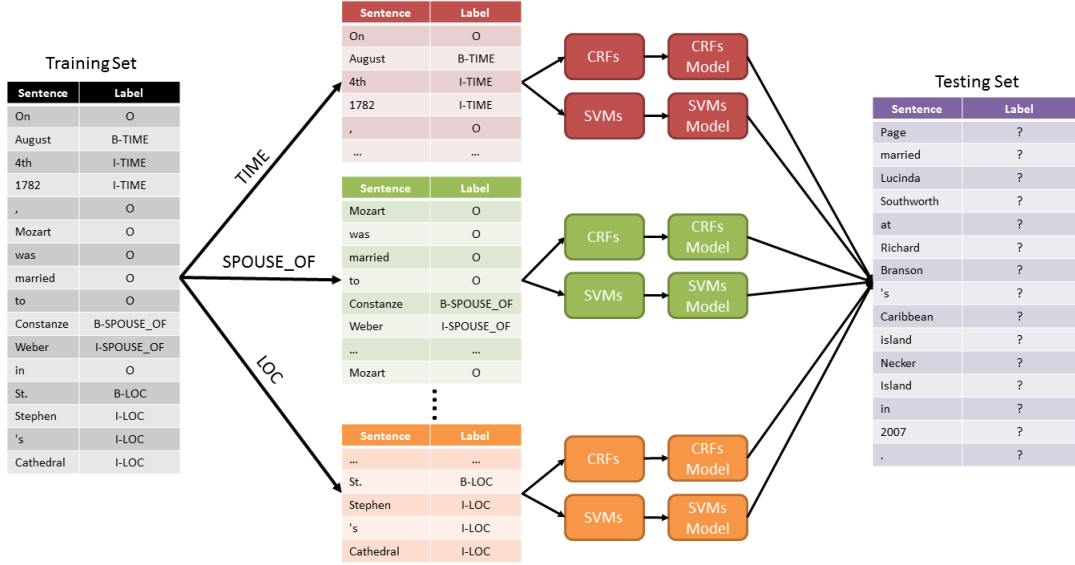 Training Set
Sentence Label
On O
August B-TIME
4th I-TIME
1782 I-TIME
, O
Mozart O
was O
married O
to O
Constanze B-SPOUSE_OF
Weber I-SPOUSE_OF
in O
St. B-LOC
Stephen I-LOC
's I-LOC
Cathedral I-LOC
TIME
SPOUSE_OF
LOC
Sentence Label
On O
August B-TIME
4th I-TIME
1782 I-TIME
, O
... ...
Sentence Label
Mozart O
was O
married O
to O
Constanze B-SPOUSE_OF
Weber I-SPOUSE_OF
... ...
Mozart O
Sentence Label
... ...
St. B-LOC
Stephen I-LOC
's I-LOC
Cathedral I-LOC
CRFs
CRFs
Model
SVMs
SVMs
Model
CRFs
CRFs
Model
SVMs
SVMs
Model
CRFs
CRFs
Model
SVMs
SVMs
Model
Testing Set
Sentence Label
Page ?
married ?
Lucinda ?
Southworth ?
at ?
Richard ?
Branson ?
's ?
Caribbean ?
island ?
Necker ?
Island ?
in ?
2007 ?
. ?